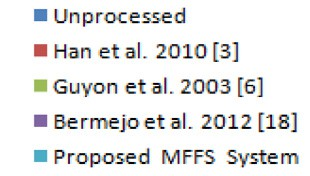 Unprocessed
Han et al. 2010 [3]
Guyon et al. 2003 [6]
Bermejo et al. 2012 [18]
Proposed MFFS System